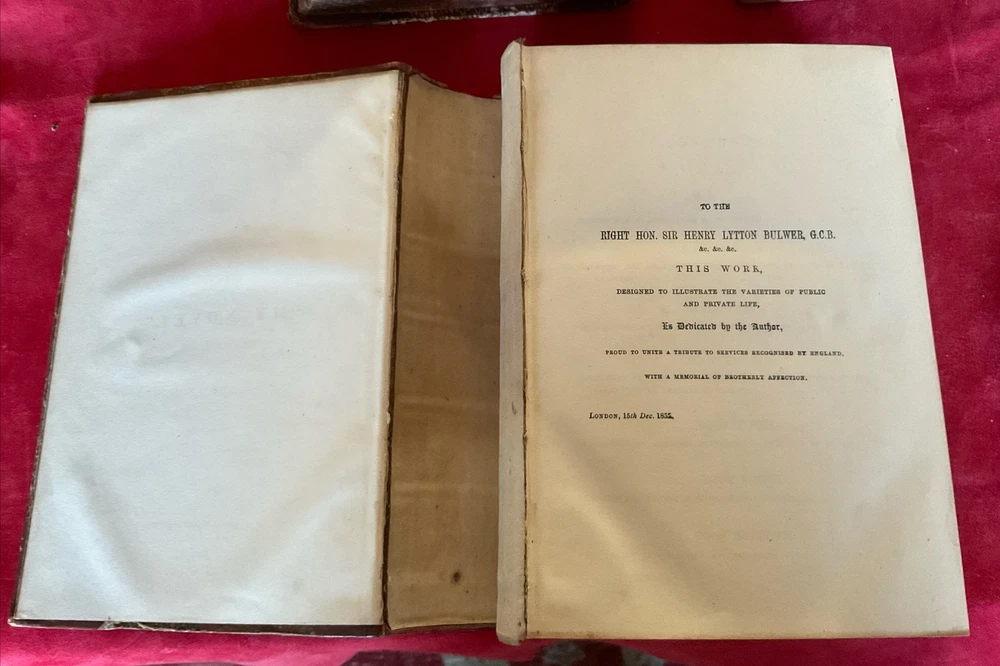 TO THE
RIGHT HON. SIR HENRY LYTTON BULWER, G.C.B.
&c. &c. &c.
THIS WORK,
DESIGNED TO ILLUSTRATE THE VARIETIES OF PUBLIC
AND PRIVATE LIFE,
Is Dedicated by the Author,
PROUD TO UNITE A TRIBUTE TO SERVICES RECOGNISED BY ENGLAND,
WITH A MEMORIAL OF BROTHERLY AFFECTION.
LONDON, 15th Dec. 1855.